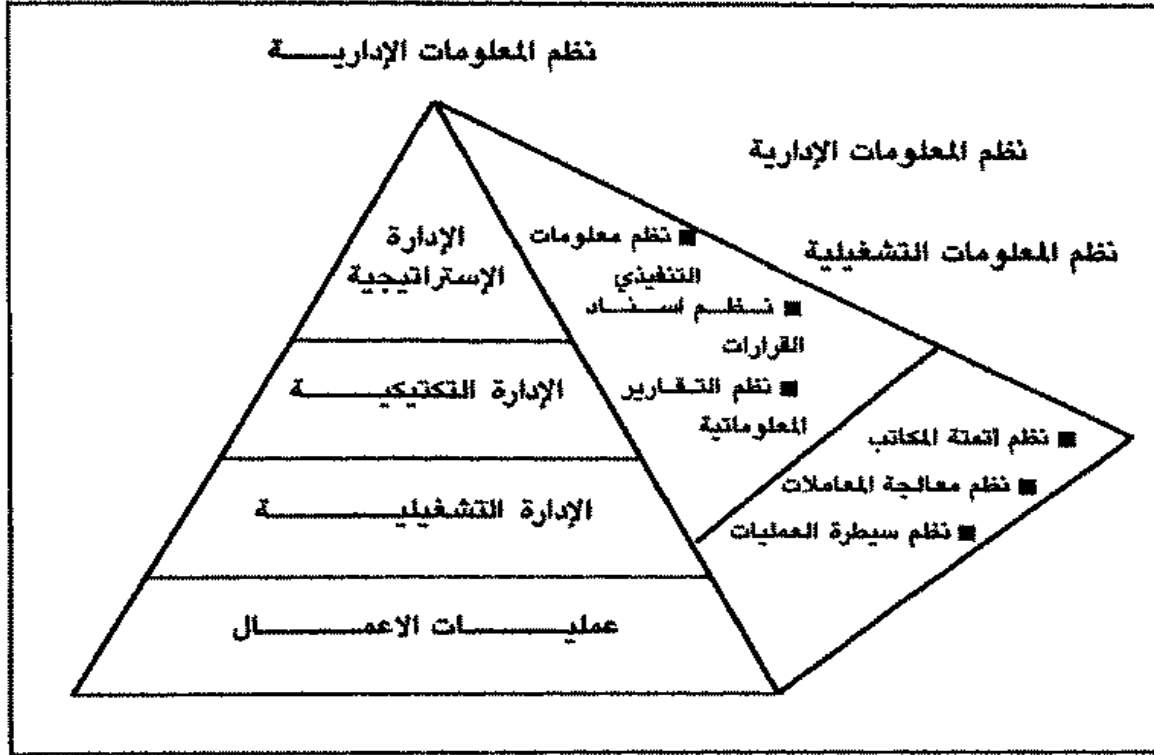 نظم المعلومات الإدارية
نظم المعلومات الإدارية
نظم المعلومات التشغيلية
الإدارة
الإستراتيجية
الإدارة التكتيكية
الإدارة التشغيلية
عمليات الاعمال
■ نظم معلومات
التنفيذي
■ نظم اسناد
القرارات
■ نظم التقارير
المعلوماتية
■ نظم اتمتة المكاتب
■ نظم معالجة المعاملات
■ نظم سيطرة العمليات